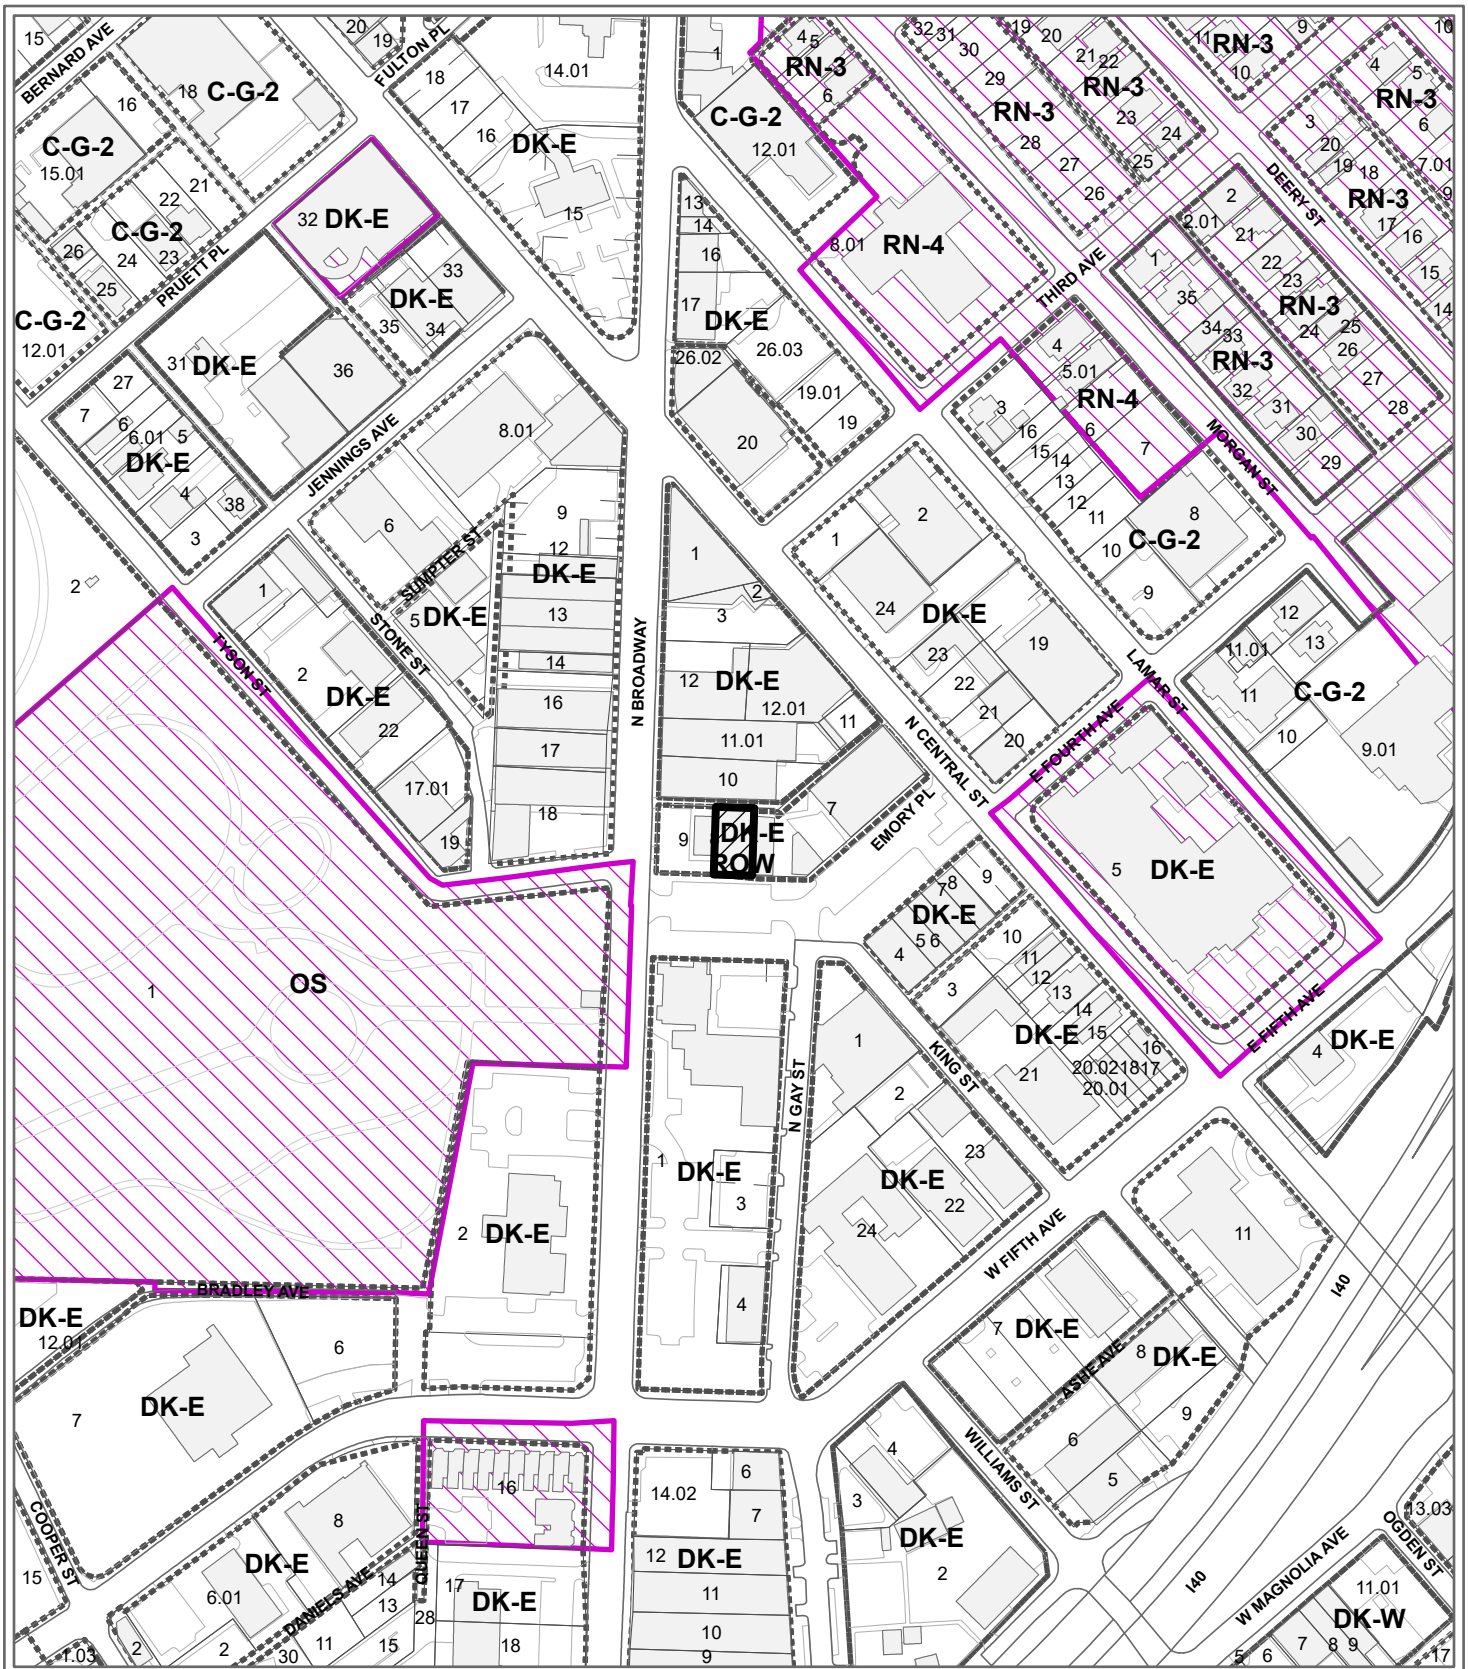 15
BERNARD AVE
20
19
FULTON PL
14.01
1
4
5
RN-3
6
32
31
30
29
RN-3
28
27
26
19
20
21
22
RN-3
23
24
25
11
RN-3
10
9
10
4
5
RN-3
6
7.01
9
3
20
19
18
RN-3
17
16
15
14
DEERY ST
18
C-G-2
16
C-G-2
15.01
21
22
C-G-2
26
24
23
25
PRUETT PL
C-G-2
12.01
18
17
16
DK-E
15
C-G-2
12.01
32
DK-E
33
DK-E
35
34
13
14
16
17
DK-E
26.02
26.03
19.01
19
20
8.01
RN-4
THIRD AVE
2
2.01
21
22
23
RN-3
24
25
26
27
28
1
35
34
33
RN-3
32
31
30
29
MORGAN ST
4
5.01
RN-4
6
7
3
16
15
14
13
12
11
10
8
C-G-2
9
31
DK-E
36
27
7
6
6.01
5
DK-E
4
38
3
JENNINGS AVE
8.01
6
9
12
DK-E
13
14
16
17
18
SUMPTER ST
5
DK-E
STONE ST
2
1
2
DK-E
22
17.01
19
TYSON ST
N BROADWAY
1
2
3
12
DK-E
12.01
11
11.01
10
1
2
24
DK-E
23
22
21
20
19
N CENTRAL ST
LAMAR ST
E FOURTH AVE
12
13
11.01
11
C-G-2
10
9.01
9
DK-E
ROW
7
EMORY PL
5
DK-E
E FIFTH AVE
4
DK-E
9
8
7
DK-E
5
6
4
10
11
12
13
14
15
16
3
DK-E
21
20.02
18
17
20.01
KING ST
1
OS
1
DK-E
3
4
N GAY ST
1
2
DK-E
23
22
24
2
DK-E
BRADLEY AVE
DK-E
12.01
6
7
DK-E
W FIFTH AVE
11
I40
7
DK-E
8
DK-E
ASHE AVE
9
6
5
WILLIAMS ST
16
QUEEN ST
COOPER ST
8
DK-E
6.01
DANIELS AVE
14
13
15
2
2
30
11
1.03
15
28
17
DK-E
18
14.02
6
7
12
DK-E
11
10
9
4
3
DK-E
2
I40
W MAGNOLIA AVE
OGDEN ST
13.03
11.01
DK-W
7
8
9
5
6
17